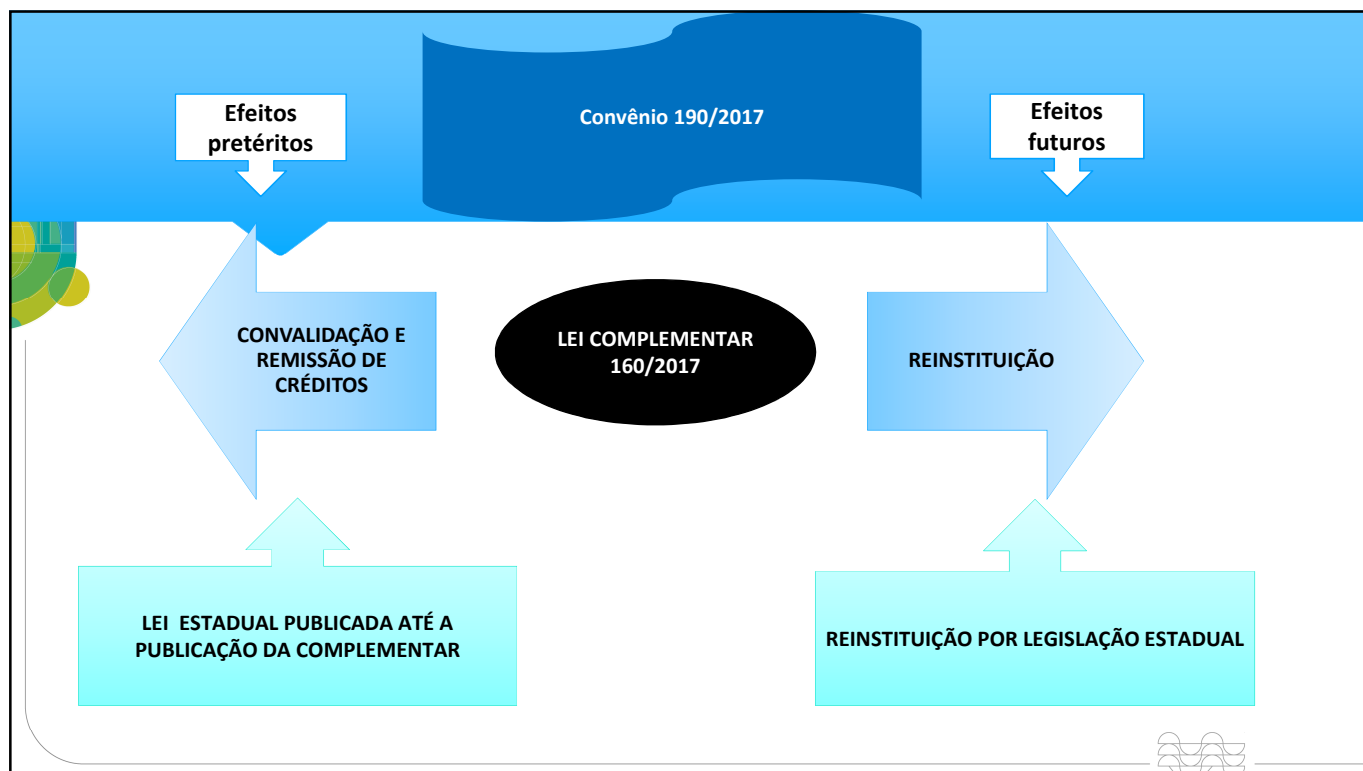 Convênio 190/2017
Efeitos
pretéritos
Efeitos
futuros
CONVALIDAÇÃO E
REMISSÃO DE
CRÉDITOS
LEI COMPLEMENTAR
160/2017
REINSTITUIÇÃO
LEI ESTADUAL PUBLICADA ATÉ A
PUBLICAÇÃO DA COMPLEMENTAR
REINSTITUIÇÃO POR LEGISLAÇÃO ESTADUAL